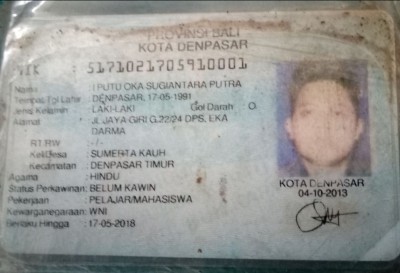 PROVINSI BALI
KOTA DENPASAR
NIK : 5171021705910001
Nama : I PUTU OKA SUGIANTARA PUTRA
Tempat/Tgl Lahir : DENPASAR, 17-05-1991
Jenis Kelamin : LAKI-LAKI Gol Darah : O
Alamat : JL JAYA GIRI G.22/24 DPS, EKA
DARMA
RT/RW : - / -
Kel/Desa : SUMERTA KAUH
Kecamatan : DENPASAR TIMUR
Agama : HINDU
Status Perkawinan : BELUM KAWIN
Pekerjaan : PELAJAR/MAHASISWA
Kewarganegaraan : WNI
Berlaku Hingga : 17-05-2018
KOTA DENPASAR
04-10-2013